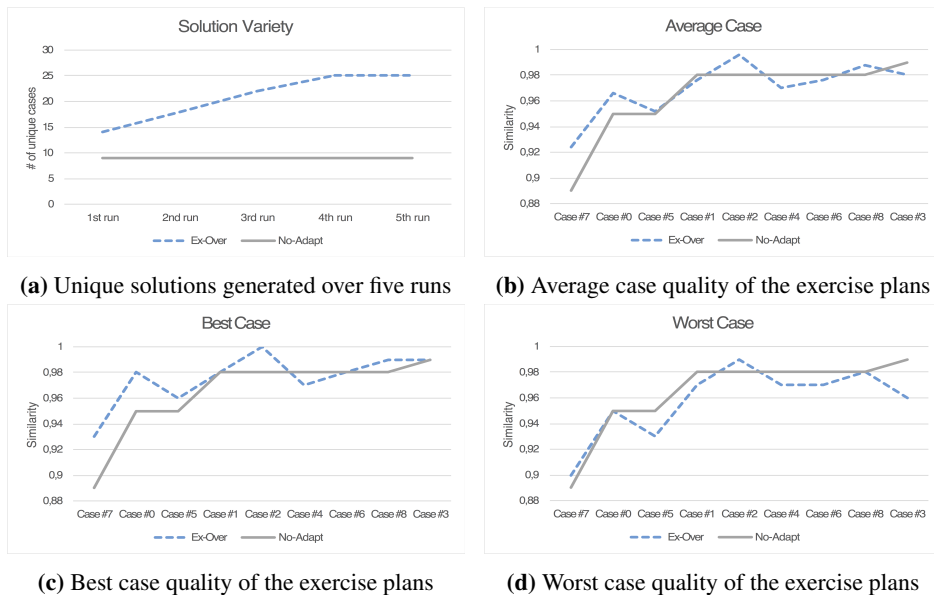 Solution Variety
30
25
20
15
10
5
0
# of unique cases
1st run 2nd run 3rd run 4th run 5th run
Ex-Over No-Adapt
(a) Unique solutions generated over five runs
Average Case
1
0,98
0,96
0,94
0,92
0,9
0,88
Similarity
Case #7 Case #0 Case #5 Case #1 Case #2 Case #4 Case #6 Case #8 Case #3
Ex-Over No-Adapt
(b) Average case quality of the exercise plans
Best Case
1
0,98
0,96
0,94
0,92
0,9
0,88
Similarity
Case #7 Case #0 Case #5 Case #1 Case #2 Case #4 Case #6 Case #8 Case #3
Ex-Over No-Adapt
(c) Best case quality of the exercise plans
Worst Case
1
0,98
0,96
0,94
0,92
0,9
0,88
Similarity
Case #7 Case #0 Case #5 Case #1 Case #2 Case #4 Case #6 Case #8 Case #3
Ex-Over No-Adapt
(d) Worst case quality of the exercise plans